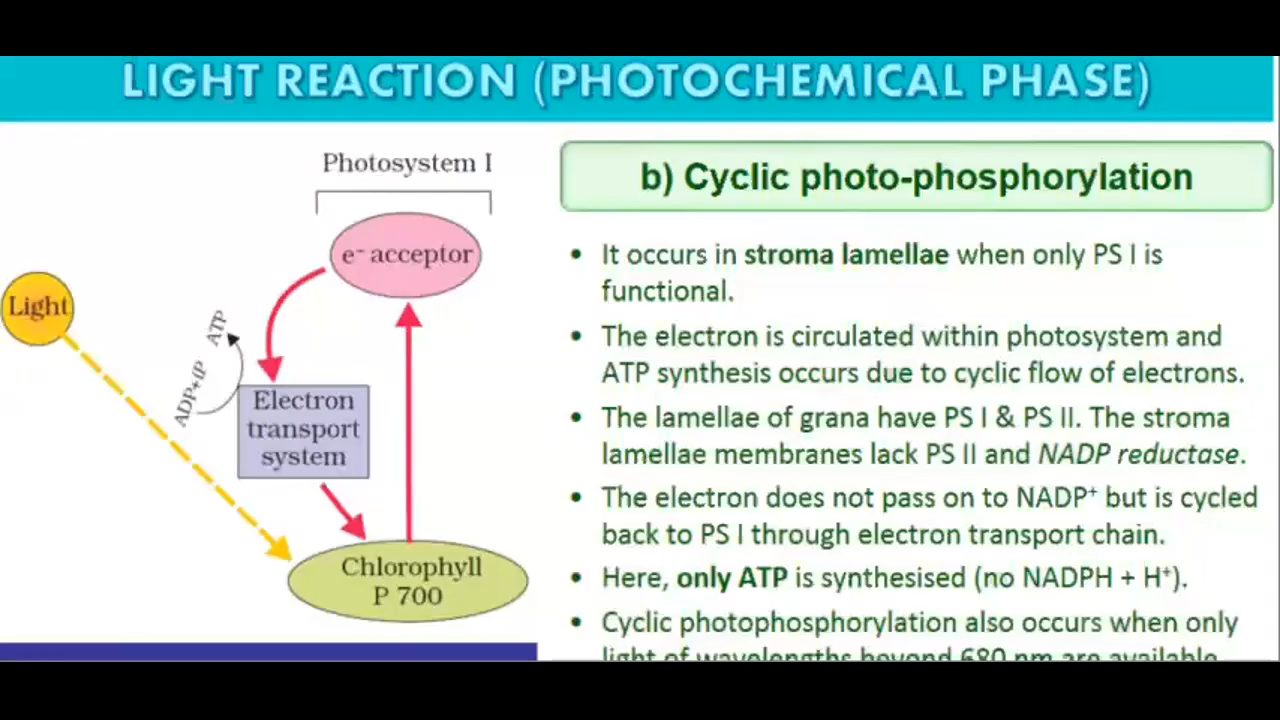 LIGHT REACTION (PHOTOCHEMICAL PHASE)
Photosystem I
e⁻ acceptor
Light
ATP
ADP+iP
Electron
transport
system
Chlorophyll
P 700
b) Cyclic photo-phosphorylation
• It occurs in stroma lamellae when only PS I is
functional.
• The electron is circulated within photosystem and
ATP synthesis occurs due to cyclic flow of electrons.
• The lamellae of grana have PS I & PS II. The stroma
lamellae membranes lack PS II and NADP reductase.
• The electron does not pass on to NADP⁺ but is cycled
back to PS I through electron transport chain.
• Here, only ATP is synthesised (no NADPH + H⁺).
• Cyclic photophosphorylation also occurs when only
light of wavelengths beyond 680 nm are available